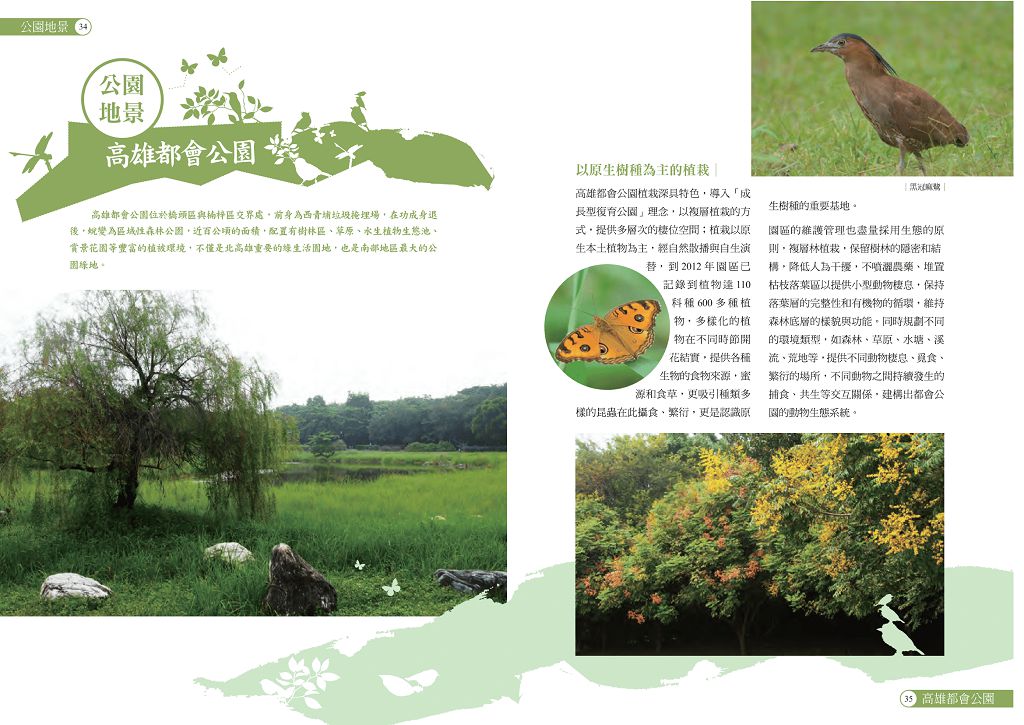 公園地景 34
公園
地景
高雄都會公園
高雄都會公園位於橋頭區與楠梓區交界處，前身為西青埔垃圾掩埋場，在功成身退
後，蛻變為區域性森林公園，近百公頃的面積，配置有樹林區、草原、水生植物生態池、
賞景花園等豐富的植被環境，不僅是北高雄重要的綠生活園地，也是南部地區最大的公
園綠地。
以原生樹種為主的植栽
高雄都會公園植栽深具特色，導入「成
長型復育公園」理念，以複層植栽的方
式，提供多層次的棲位空間；植栽以原
生本土植物為主，經自然散播與自生演
替，到 2012 年園區已
記錄到植物達 110
科種 600 多種植
物，多樣化的植
物在不同時節開
花結實，提供各種
生物的食物來源，蜜
源和食草，更吸引種類多
樣的昆蟲在此攝食、繁衍，更是認識原
黑冠麻鷺
生樹種的重要基地。
園區的維護管理也盡量採用生態的原
則，複層林植栽，保留樹林的隱密和結
構，降低人為干擾，不噴灑農藥、堆置
枯枝落葉區以提供小型動物棲息，保持
落葉層的完整性和有機物的循環，維持
森林底層的樣貌與功能。同時規劃不同
的環境類型，如森林、草原、水塘、溪
流、荒地等，提供不同動物棲息、覓食、
繁衍的場所，不同動物之間持續發生的
捕食、共生等交互關係，建構出都會公
園的動物生態系統。
35 高雄都會公園